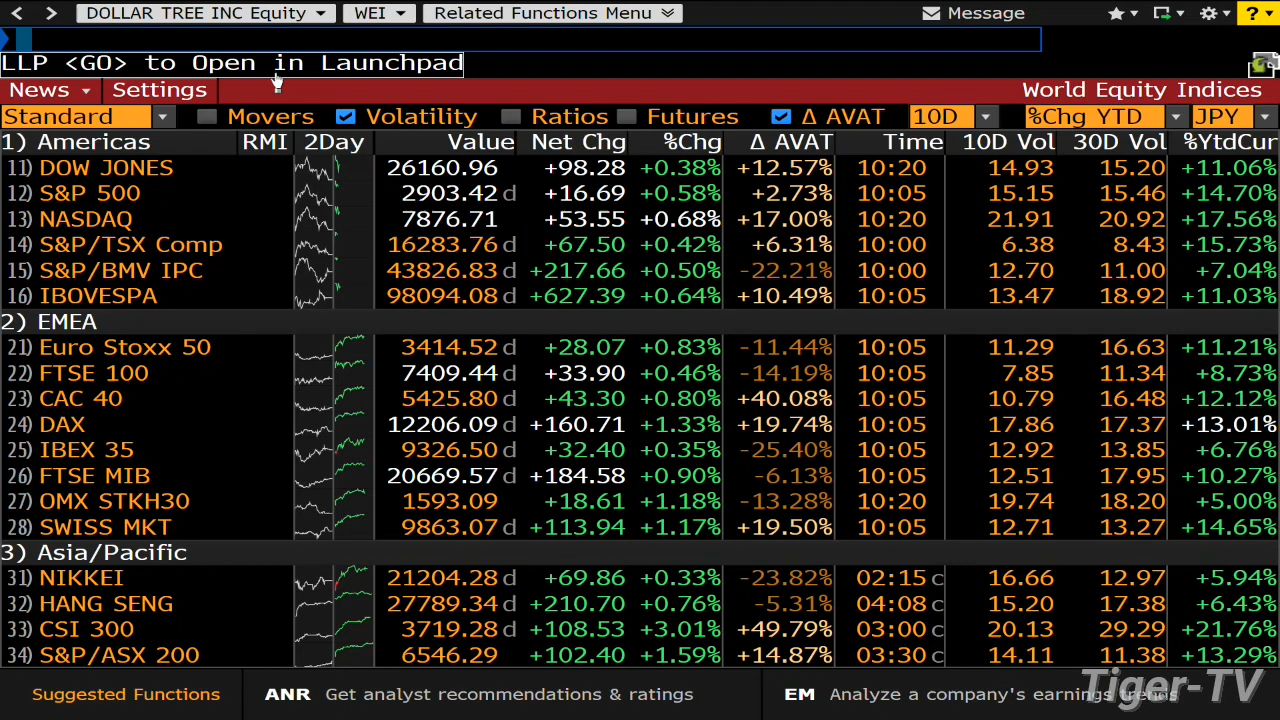 DOLLAR TREE INC Equity WEI Related Functions Menu Message ?
LLP <GO> to Open in Launchpad
News Settings World Equity Indices
Standard Movers Volatility Ratios Futures Δ AVAT 10D %Chg YTD JPY
1) Americas RMI 2Day Value Net Chg %Chg Δ AVAT Time 10D Vol 30D Vol %YtdCur
11) DOW JONES 26160.96 +98.28 +0.38% +12.57% 10:20 14.93 15.20 +11.06%
12) S&P 500 2903.42 d +16.69 +0.58% +2.73% 10:05 15.15 15.46 +14.70%
13) NASDAQ 7876.71 +53.55 +0.68% +17.00% 10:20 21.91 20.92 +17.56%
14) S&P/TSX Comp 16283.76 d +67.50 +0.42% +6.31% 10:00 6.38 8.43 +15.73%
15) S&P/BMV IPC 43826.83 d +217.66 +0.50% -22.21% 10:00 12.70 11.00 +7.04%
16) IBOVESPA 98094.08 d +627.39 +0.64% +10.49% 10:05 13.47 18.92 +11.03%
2) EMEA
21) Euro Stoxx 50 3414.52 d +28.07 +0.83% -11.44% 10:05 11.29 16.63 +11.21%
22) FTSE 100 7409.44 d +33.90 +0.46% -14.19% 10:05 7.85 11.34 +8.73%
23) CAC 40 5425.80 d +43.30 +0.80% +40.08% 10:05 10.79 16.48 +12.12%
24) DAX 12206.09 d +160.71 +1.33% +19.74% 10:05 17.86 17.37 +13.01%
25) IBEX 35 9326.50 d +32.40 +0.35% -25.40% 10:05 12.92 13.85 +6.76%
26) FTSE MIB 20669.57 d +184.58 +0.90% -6.13% 10:05 12.51 17.95 +10.27%
27) OMX STKH30 1593.09 +18.61 +1.18% -13.28% 10:20 19.74 18.20 +5.00%
28) SWISS MKT 9863.07 d +113.94 +1.17% +19.50% 10:05 12.71 13.27 +14.65%
3) Asia/Pacific
31) NIKKEI 21204.28 d +69.86 +0.33% -23.82% 02:15 c 16.66 12.97 +5.94%
32) HANG SENG 27789.34 d +210.70 +0.76% -5.31% 04:08 c 15.20 17.38 +6.43%
33) CSI 300 3719.28 d +108.53 +3.01% +49.79% 03:00 c 20.13 29.29 +21.76%
34) S&P/ASX 200 6546.29 +102.40 +1.59% +14.87% 03:30 c 14.11 11.38 +13.29%
Suggested Functions ANR Get analyst recommendations & ratings EM Analyze a company's earnings trends
Tiger-TV